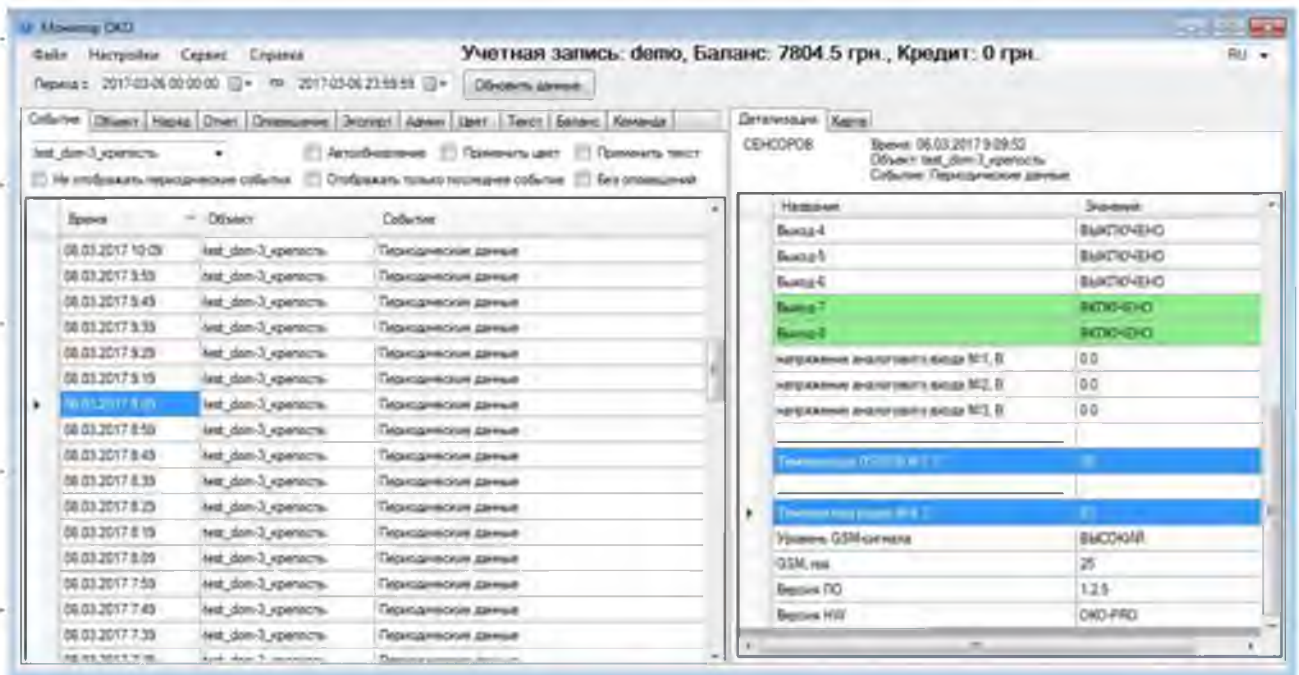 Монитор ОКО
Файл Настройки Сервис Справка Учетная запись: demo, Баланс: 7804.5 грн., Кредит: 0 грн. RU
Период с 2017-03-06 00:00:00 по 2017-03-06 23:59:59 Обновить данные
Событие Объект Наряд Отчет Оповещение Экспорт Админ Цвет Текст Баланс Команда Детализация Карта
test_dom-3_крепость Автообновление Применить цвет Применить текст
Не отображать периодические события Отображать только последнее событие Без оповещений
СЕНСОРОВ Время: 06.03.2017 9:09:52
Объект: test_dom-3_крепость
Событие: Периодические данные
Время Объект Событие
06.03.2017 10:09 test_dom-3_крепость Периодические данные
06.03.2017 9:59 test_dom-3_крепость Периодические данные
06.03.2017 9:49 test_dom-3_крепость Периодические данные
06.03.2017 9:39 test_dom-3_крепость Периодические данные
06.03.2017 9:29 test_dom-3_крепость Периодические данные
06.03.2017 9:19 test_dom-3_крепость Периодические данные
06.03.2017 9:09 test_dom-3_крепость Периодические данные
06.03.2017 8:59 test_dom-3_крепость Периодические данные
06.03.2017 8:49 test_dom-3_крепость Периодические данные
06.03.2017 8:39 test_dom-3_крепость Периодические данные
06.03.2017 8:29 test_dom-3_крепость Периодические данные
06.03.2017 8:19 test_dom-3_крепость Периодические данные
06.03.2017 8:09 test_dom-3_крепость Периодические данные
06.03.2017 7:59 test_dom-3_крепость Периодические данные
06.03.2017 7:49 test_dom-3_крепость Периодические данные
06.03.2017 7:39 test_dom-3_крепость Периодические данные
Название Значение
Выход-4 ВЫКЛЮЧЕНО
Выход-5 ВЫКЛЮЧЕНО
Выход-6 ВЫКЛЮЧЕНО
Выход-7 ВКЛЮЧЕНО
Выход-8 ВКЛЮЧЕНО
напряжение аналогового входа №1, В 0.0
напряжение аналогового входа №2, В 0.0
напряжение аналогового входа №3, В 0.0
Температура
Уровень GSM-сигнала ВЫСОКИЙ
GSM, 25
Версия ПО 1.2.5
Версия HW OKO-PRO